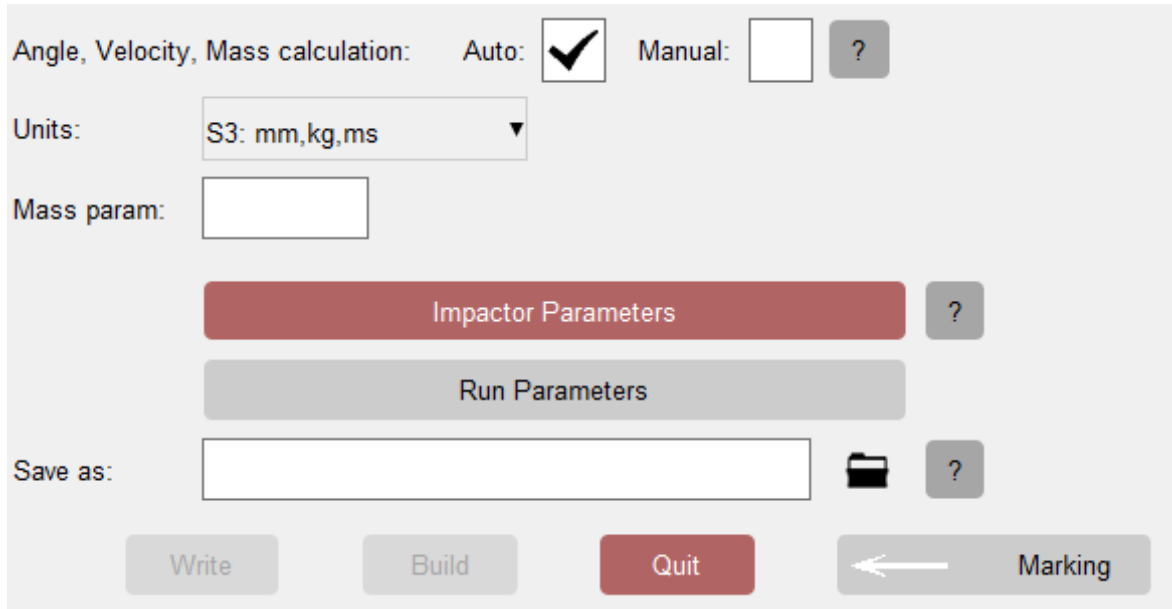 Angle, Velocity, Mass calculation: Auto: Manual: ?
Units: S3: mm,kg,ms
Mass param:
Impactor Parameters ?
Run Parameters
Save as: ?
Write Build Quit Marking